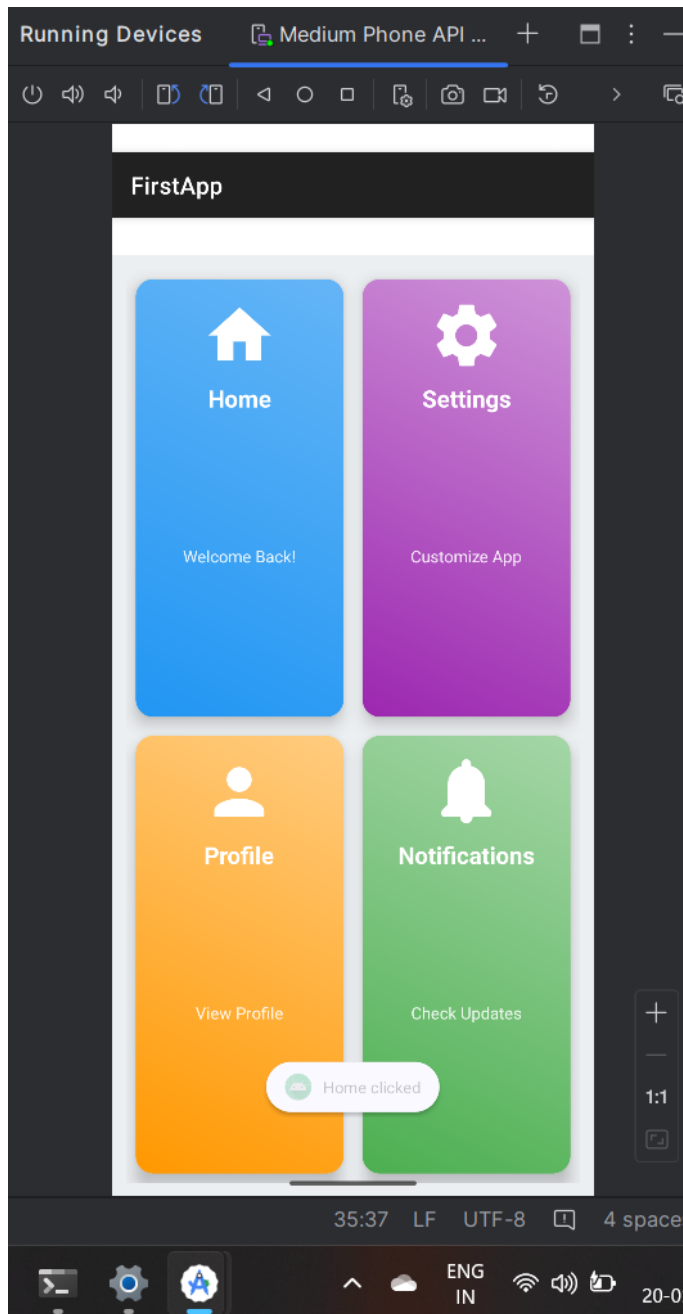 Running Devices Medium Phone API ...
1:1
FirstApp
Home Settings
Welcome Back! Customize App
Profile Notifications
View Profile Check Updates
Home clicked
35:37 LF UTF-8 4 space
ENG
IN
20-0